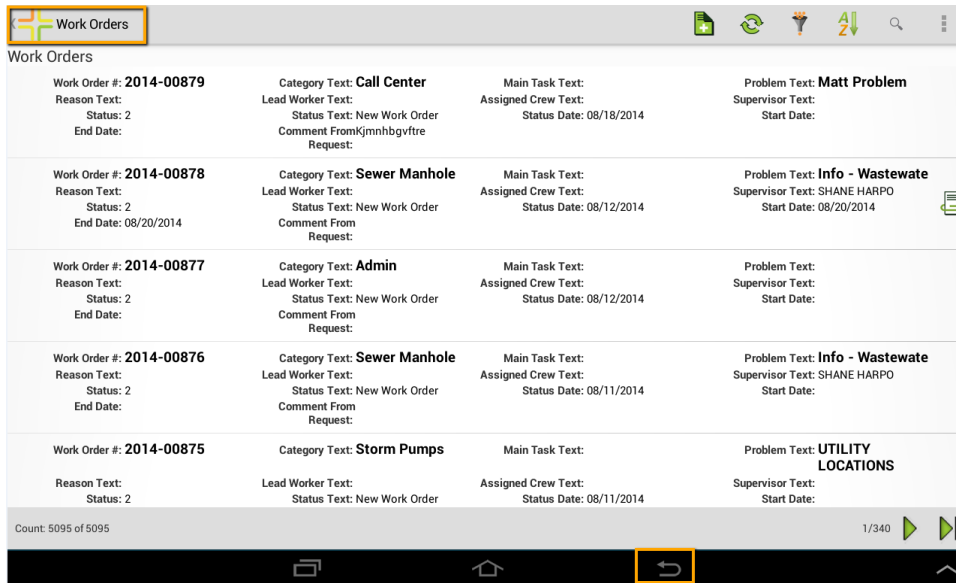 Work Orders
Work Orders
Work Order #: 2014-00879 Category Text: Call Center Main Task Text: Problem Text: Matt Problem
Reason Text: Lead Worker Text: Assigned Crew Text: Supervisor Text:
Status: 2 Status Text: New Work Order Status Date: 08/18/2014 Start Date:
End Date: Comment FromKjmnhbgvftre
Request:
Work Order #: 2014-00878 Category Text: Sewer Manhole Main Task Text: Problem Text: Info - Wastewate
Reason Text: Lead Worker Text: Assigned Crew Text: Supervisor Text: SHANE HARPO
Status: 2 Status Text: New Work Order Status Date: 08/12/2014 Start Date: 08/20/2014
End Date: 08/20/2014 Comment From
Request:
Work Order #: 2014-00877 Category Text: Admin Main Task Text: Problem Text:
Reason Text: Lead Worker Text: Assigned Crew Text: Supervisor Text:
Status: 2 Status Text: New Work Order Status Date: 08/12/2014 Start Date:
End Date: Comment From
Request:
Work Order #: 2014-00876 Category Text: Sewer Manhole Main Task Text: Problem Text: Info - Wastewate
Reason Text: Lead Worker Text: Assigned Crew Text: Supervisor Text: SHANE HARPO
Status: 2 Status Text: New Work Order Status Date: 08/11/2014 Start Date:
End Date: Comment From
Request:
Work Order #: 2014-00875 Category Text: Storm Pumps Main Task Text: Problem Text: UTILITY
LOCATIONS
Reason Text: Lead Worker Text: Assigned Crew Text: Supervisor Text:
Status: 2 Status Text: New Work Order Status Date: 08/11/2014 Start Date:
Count: 5095 of 5095 1/340